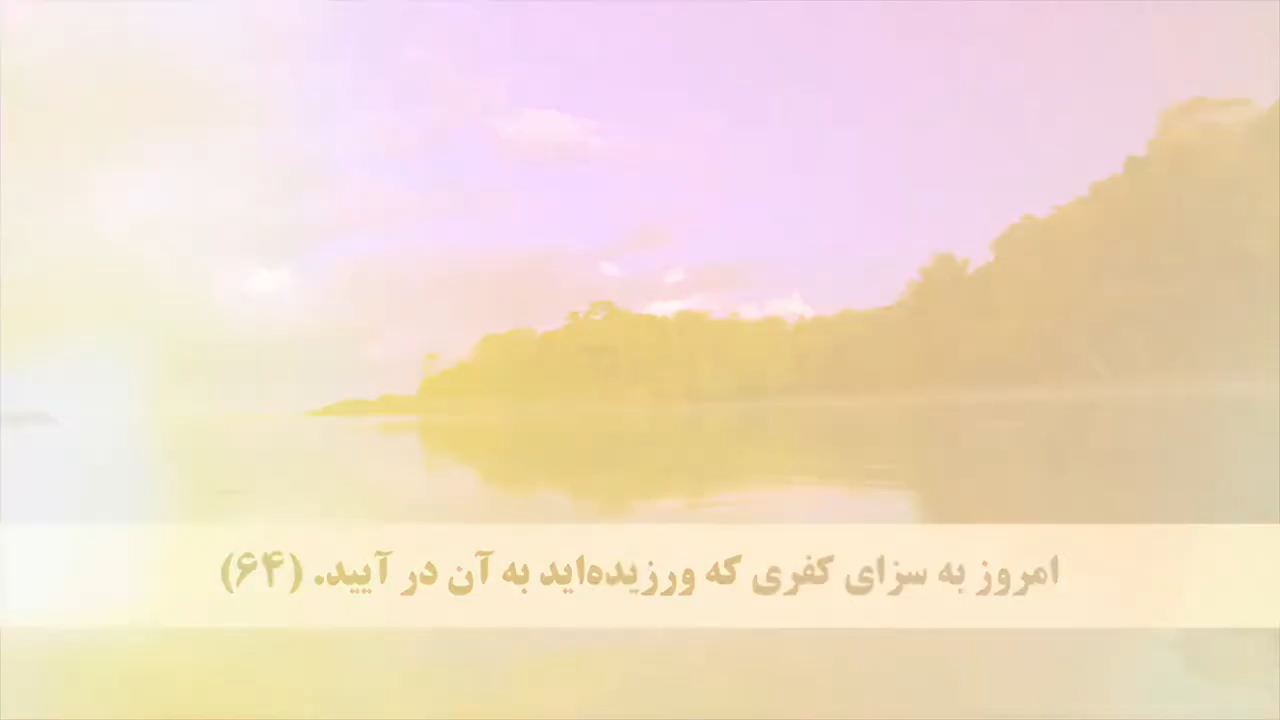 امروز به سزای کفری که ورزیده‌اید به آن در آیید. (۶۴)